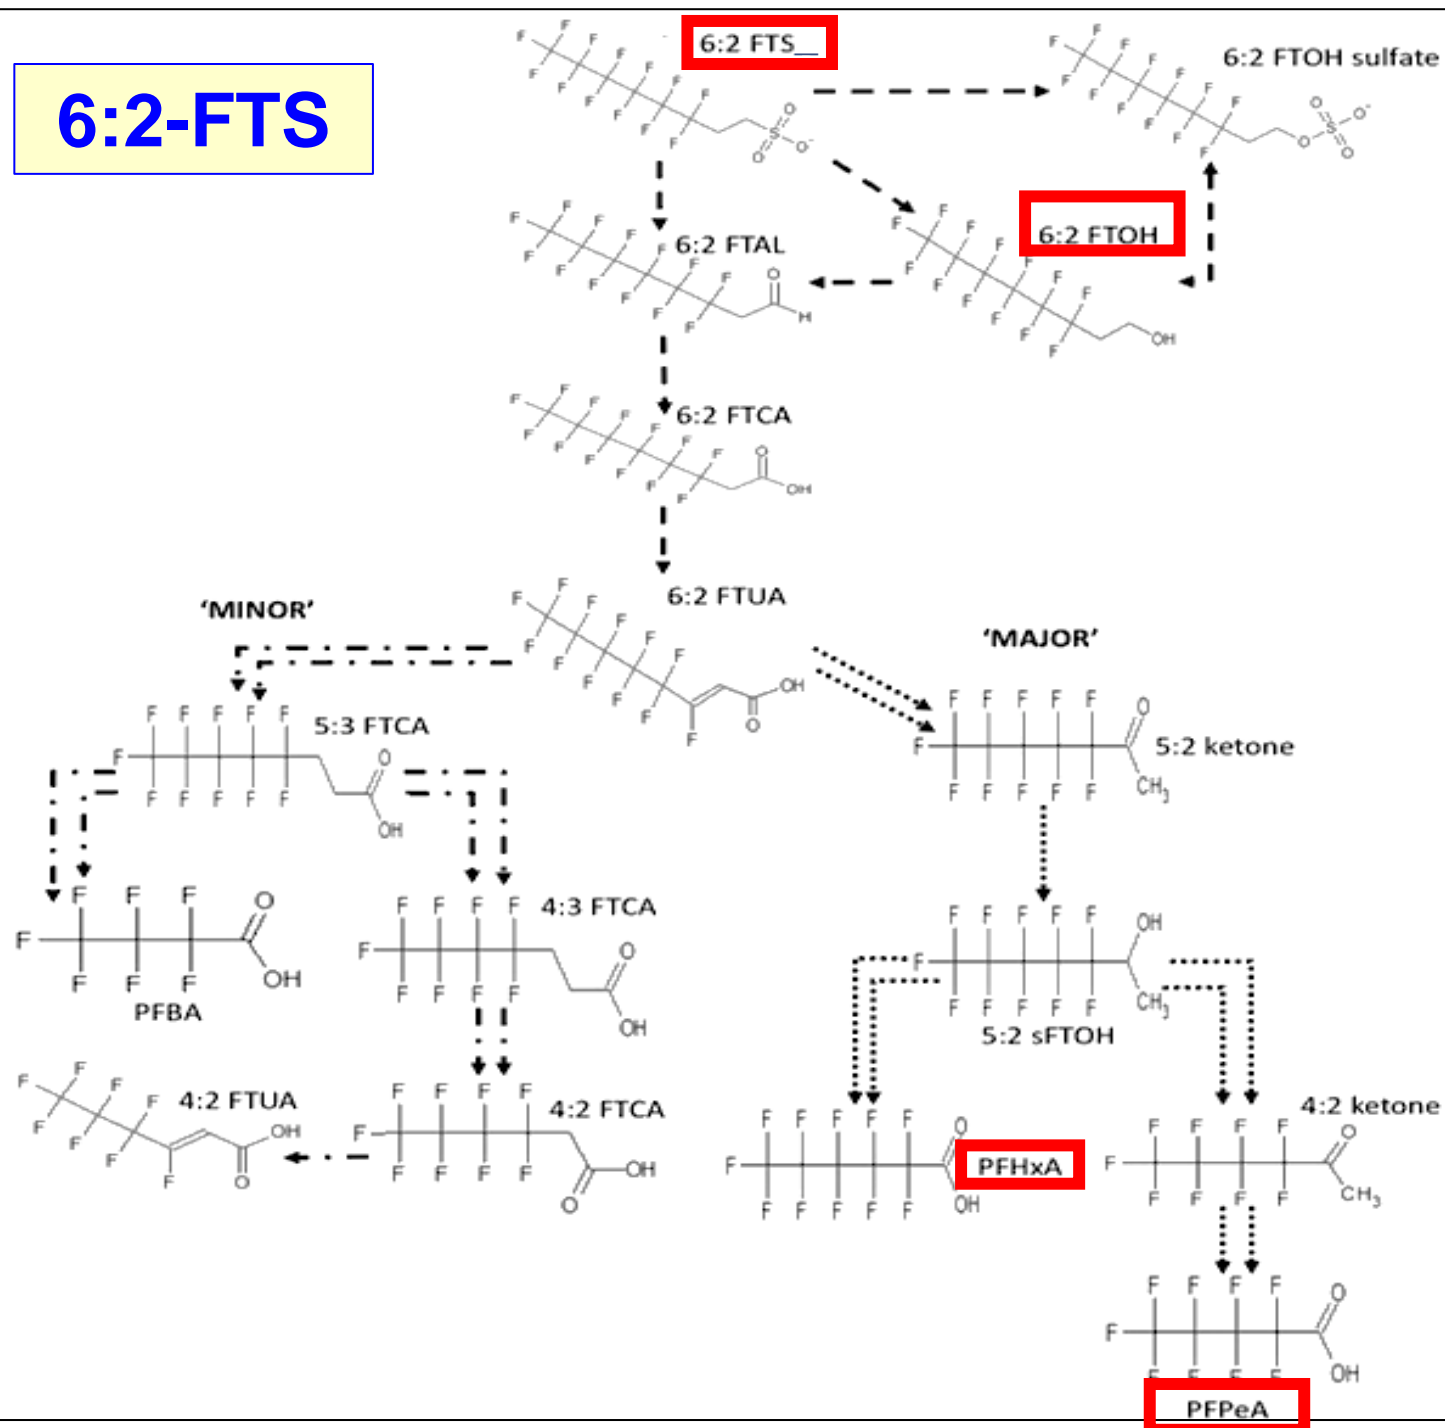 6:2-FTS
6:2 FTS__
6:2 FTOH sulfate
6:2 FTOH
6:2 FTAL
6:2 FTCA
6:2 FTUA
'MINOR'
'MAJOR'
5:3 FTCA
5:2 ketone
4:3 FTCA
PFBA
5:2 sFTOH
4:2 FTUA
4:2 FTCA
4:2 ketone
PFHxA
PFPeA